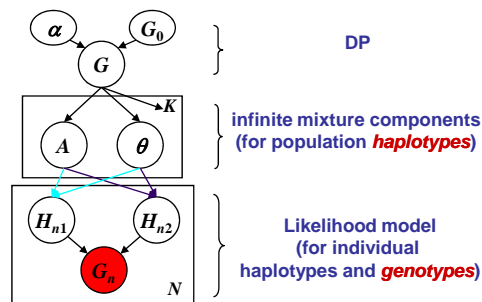 α G₀
DP
G
K
infinite mixture components
(for population haplotypes)
A θ
Hₙ₁ Hₙ₂
Likelihood model
(for individual
haplotypes and genotypes)
Gₙ
N